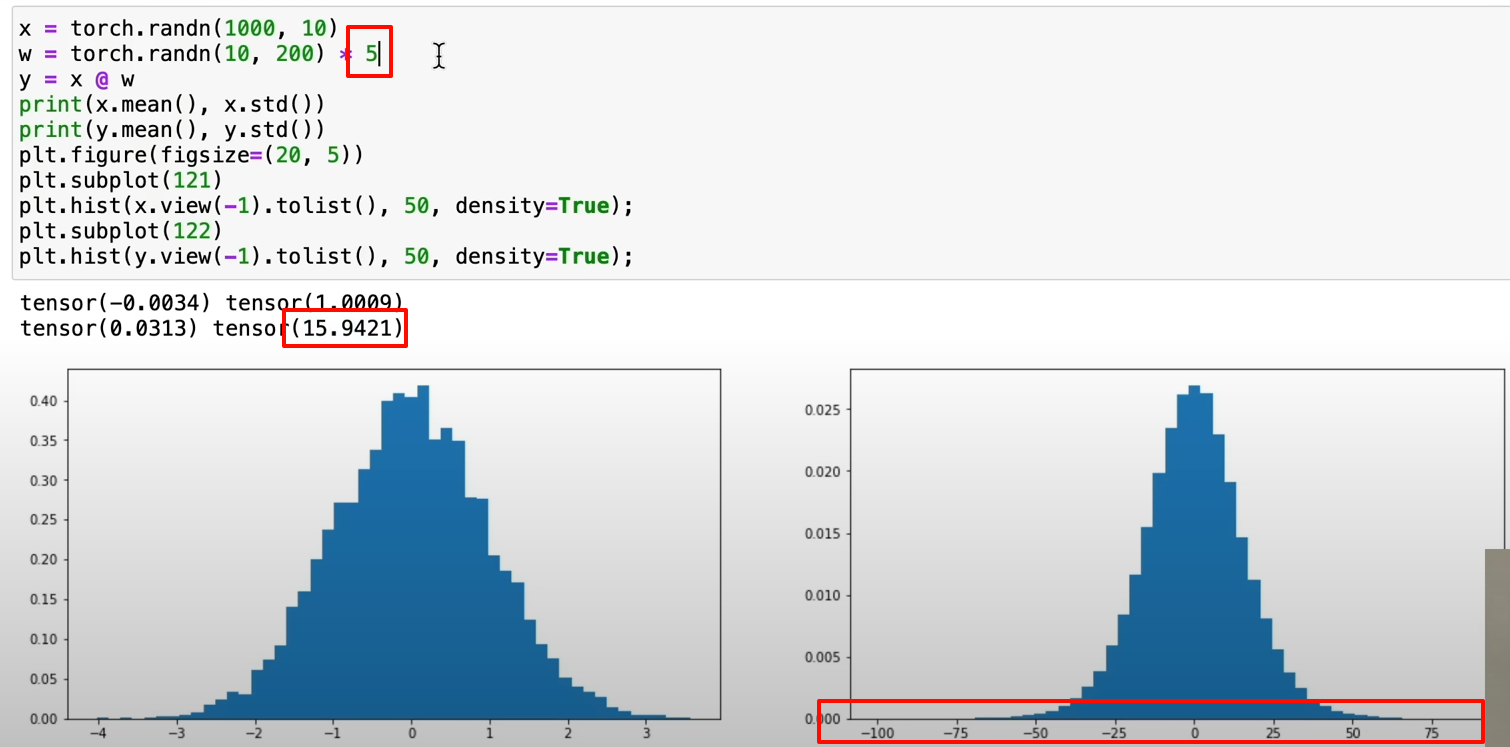 x = torch.randn(1000, 10)
w = torch.randn(10, 200) * 5
y = x @ w
print(x.mean(), x.std())
print(y.mean(), y.std())
plt.figure(figsize=(20, 5))
plt.subplot(121)
plt.hist(x.view(-1).tolist(), 50, density=True);
plt.subplot(122)
plt.hist(y.view(-1).tolist(), 50, density=True);
tensor(-0.0034) tensor(1.0009)
tensor(0.0313) tensor(15.9421)
0.40
0.35
0.30
0.25
0.20
0.15
0.10
0.05
0.00
−4 −3 −2 −1 0 1 2 3
0.025
0.020
0.015
0.010
0.005
0.000
−100 −75 −50 −25 0 25 50 75